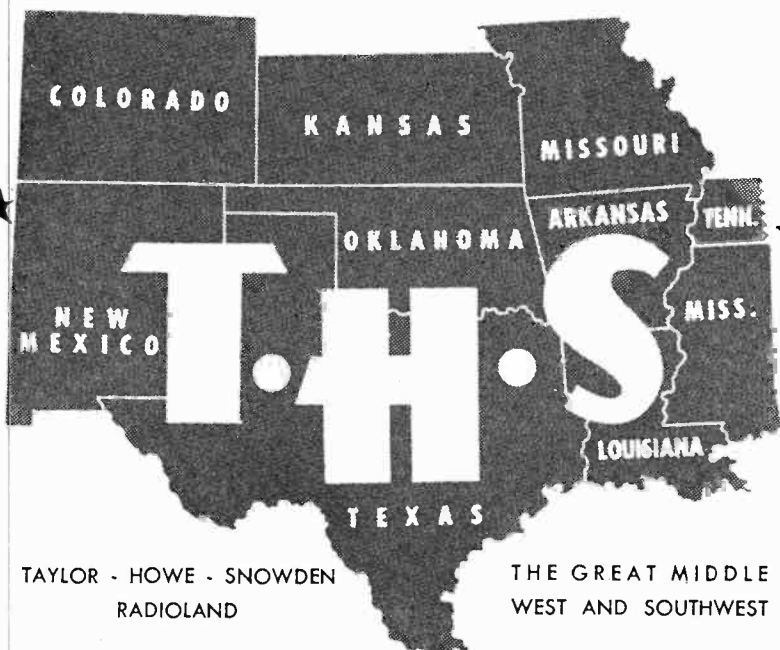 COLORADO
KANSAS
MISSOURI
ARKANSAS
TENN.
OKLAHOMA
NEW
MEXICO
MISS.
T.H.S
LOUISIANA
TEXAS
TAYLOR - HOWE - SNOWDEN
RADIOLAND
THE GREAT MIDDLE
WEST AND SOUTHWEST